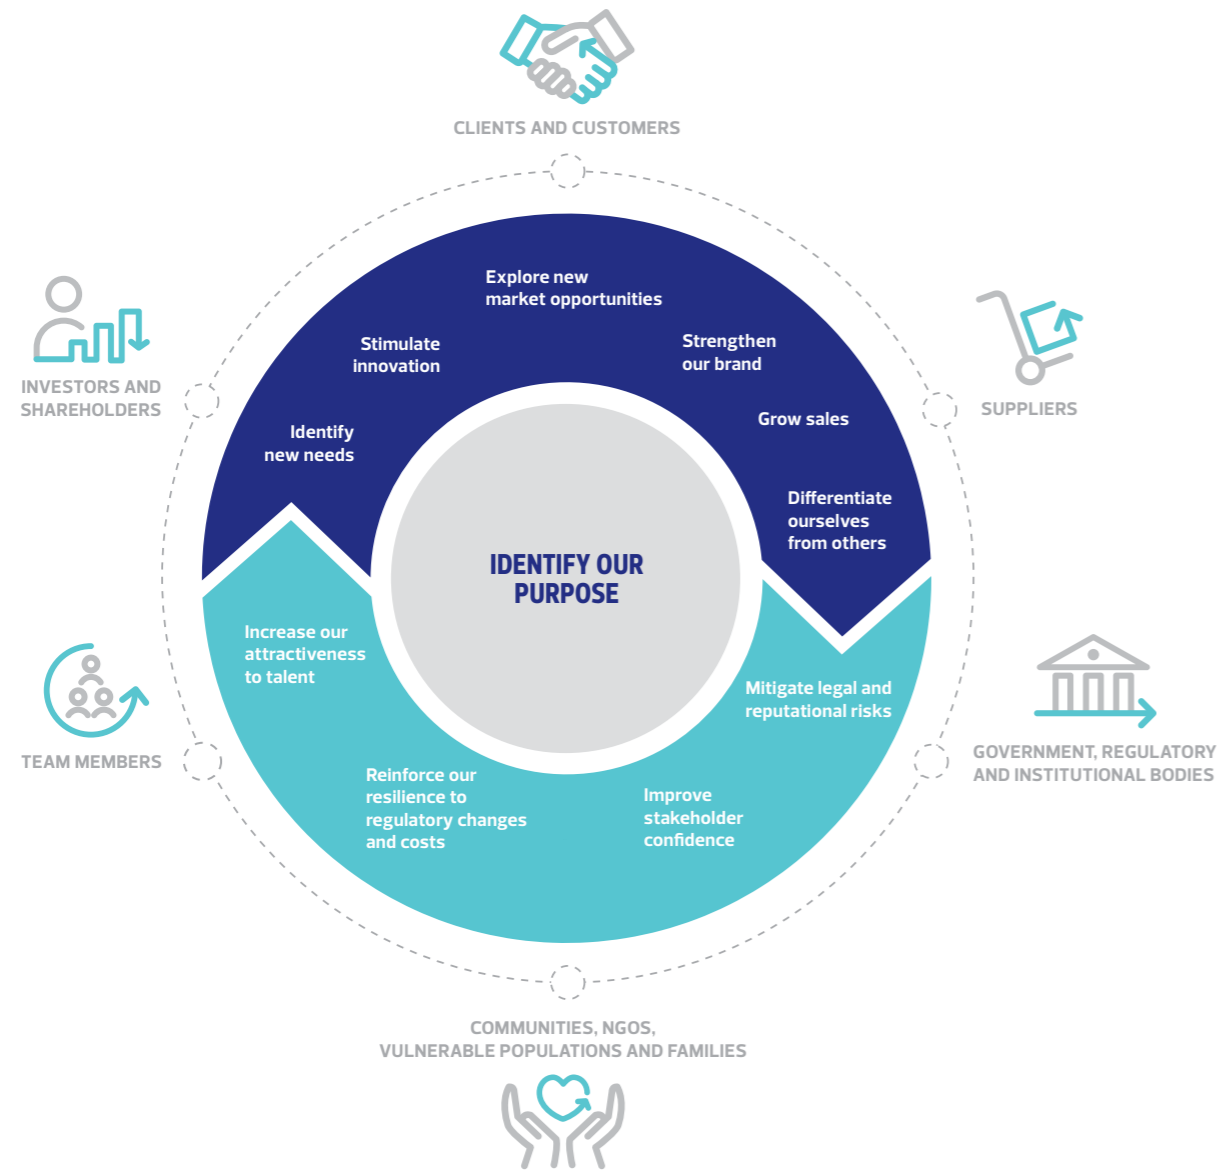 CLIENTS AND CUSTOMERS
Explore new
market opportunities
Stimulate
innovation
Strengthen
our brand
INVESTORS AND
SHAREHOLDERS
SUPPLIERS
Identify
new needs
Grow sales
Differentiate
ourselves
from others
IDENTIFY OUR
PURPOSE
Increase our
attractiveness
to talent
Mitigate legal and
reputational risks
TEAM MEMBERS
GOVERNMENT, REGULATORY
AND INSTITUTIONAL BODIES
Reinforce our
resilience to
regulatory changes
and costs
Improve
stakeholder
confidence
COMMUNITIES, NGOS,
VULNERABLE POPULATIONS AND FAMILIES